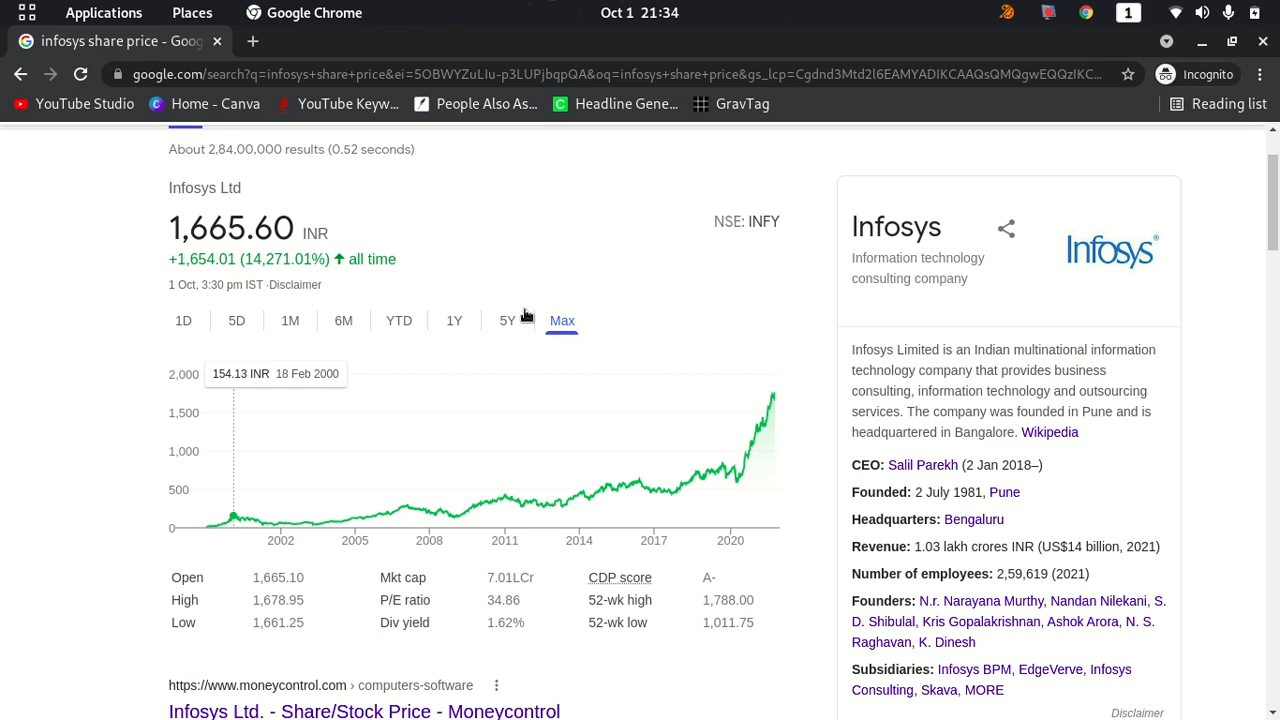 Applications Places Google Chrome Oct 1 21:34 1
infosys share price - Goog
google.com/search?q=infosys+share+price&ei=5OBWYZuLIu-p3LUPjbqpQA&oq=infosys+share+price&gs_lcp=Cgdnd3Mtd2l6EAMYADIKCAAQsQMQgwEQQzIKC... Incognito
YouTube Studio Home - Canva YouTube Keyw... People Also As... Headline Gene... GravTag Reading list
About 2,84,00,000 results (0.52 seconds)
Infosys Ltd
1,665.60 INR
NSE: INFY
+1,654.01 (14,271.01%) ↑ all time
1 Oct, 3:30 pm IST ·Disclaimer
1D 5D 1M 6M YTD 1Y 5Y Max
154.13 INR 18 Feb 2000
2,000
1,500
1,000
500
0
2002 2005 2008 2011 2014 2017 2020
Open 1,665.10 Mkt cap 7.01LCr CDP score A-
High 1,678.95 P/E ratio 34.86 52-wk high 1,788.00
Low 1,661.25 Div yield 1.62% 52-wk low 1,011.75
https://www.moneycontrol.com › computers-software
Infosys Ltd. - Share/Stock Price - Moneycontrol
Infosys
Information technology
consulting company
Infosys®
Infosys Limited is an Indian multinational information
technology company that provides business
consulting, information technology and outsourcing
services. The company was founded in Pune and is
headquartered in Bangalore. Wikipedia
CEO: Salil Parekh (2 Jan 2018–)
Founded: 2 July 1981, Pune
Headquarters: Bengaluru
Revenue: 1.03 lakh crores INR (US$14 billion, 2021)
Number of employees: 2,59,619 (2021)
Founders: N.r. Narayana Murthy, Nandan Nilekani, S.
D. Shibulal, Kris Gopalakrishnan, Ashok Arora, N. S.
Raghavan, K. Dinesh
Subsidiaries: Infosys BPM, EdgeVerve, Infosys
Consulting, Skava, MORE
Disclaimer